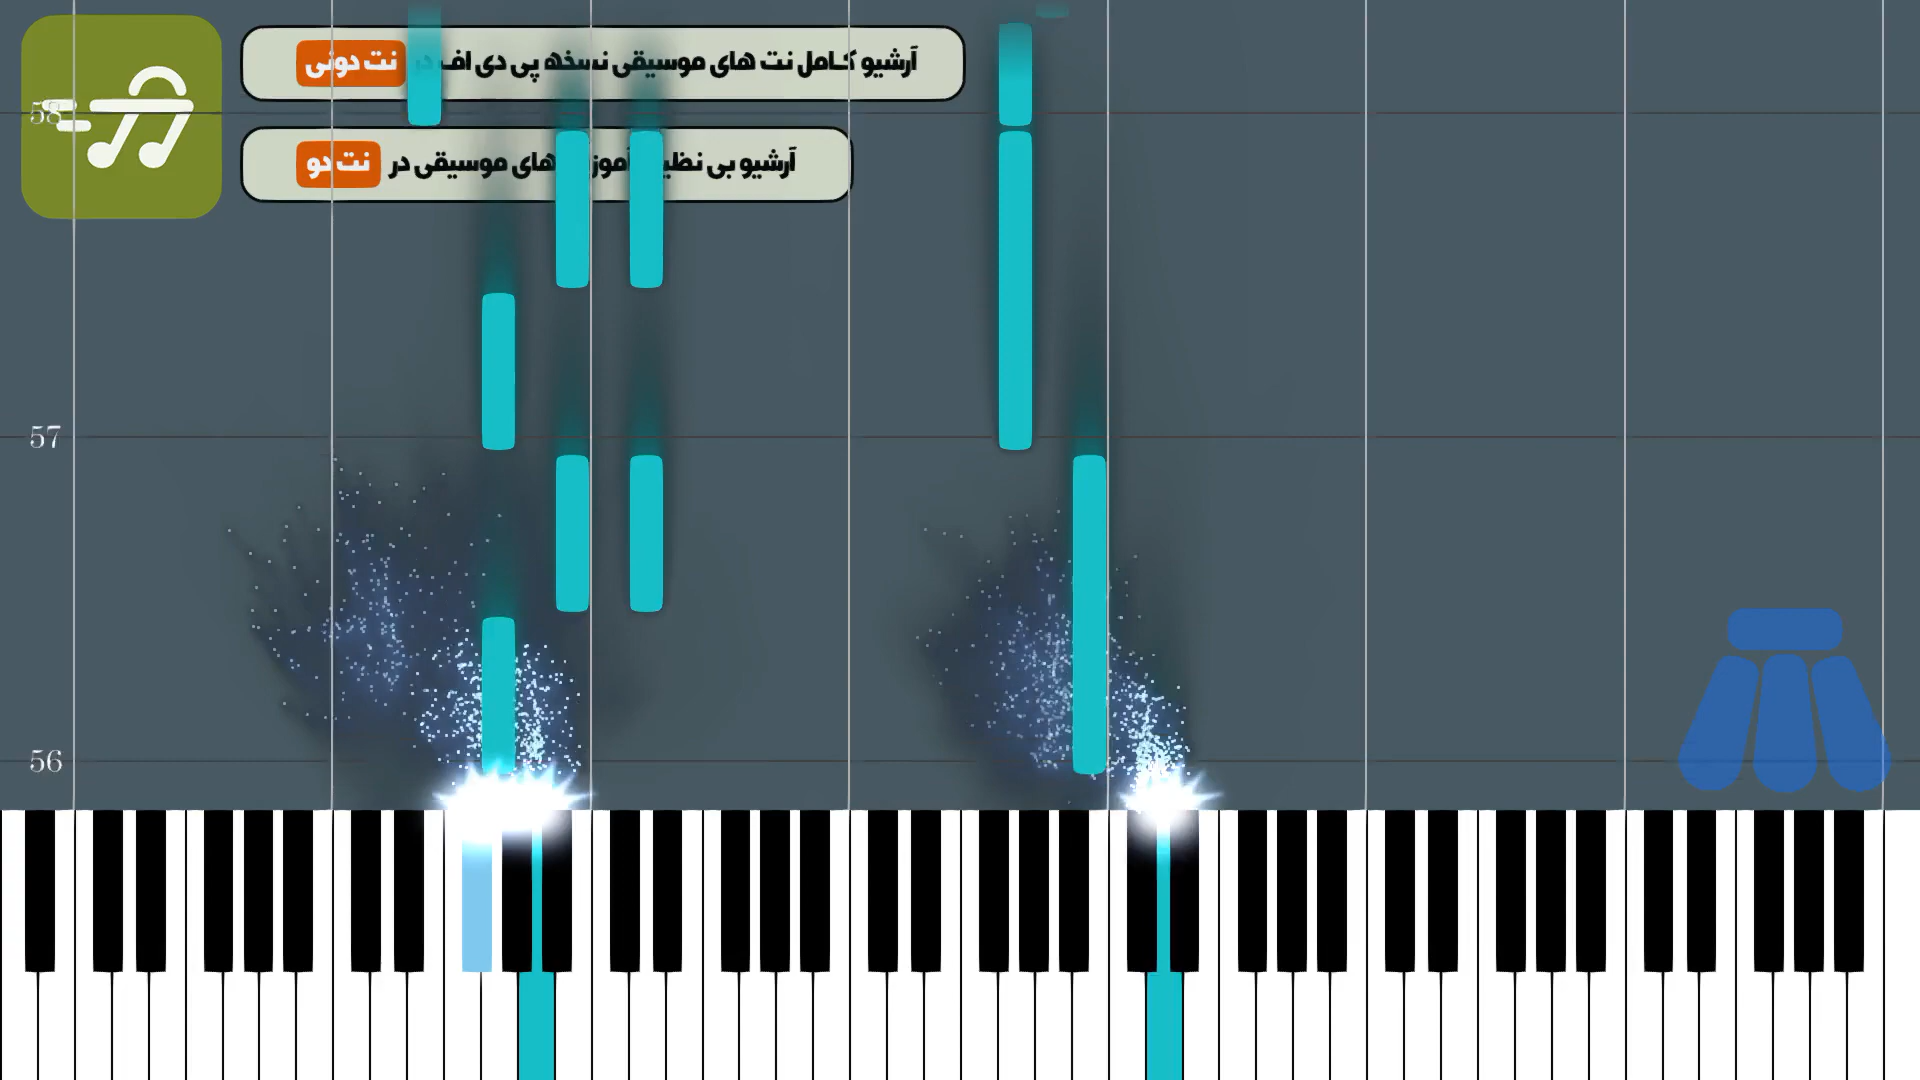 آرشیو کامل نت های موسیقی نسخه پی دی اف در نت دونی
آرشیو بی نظیر آموزش های موسیقی در نت دو
58
57
56